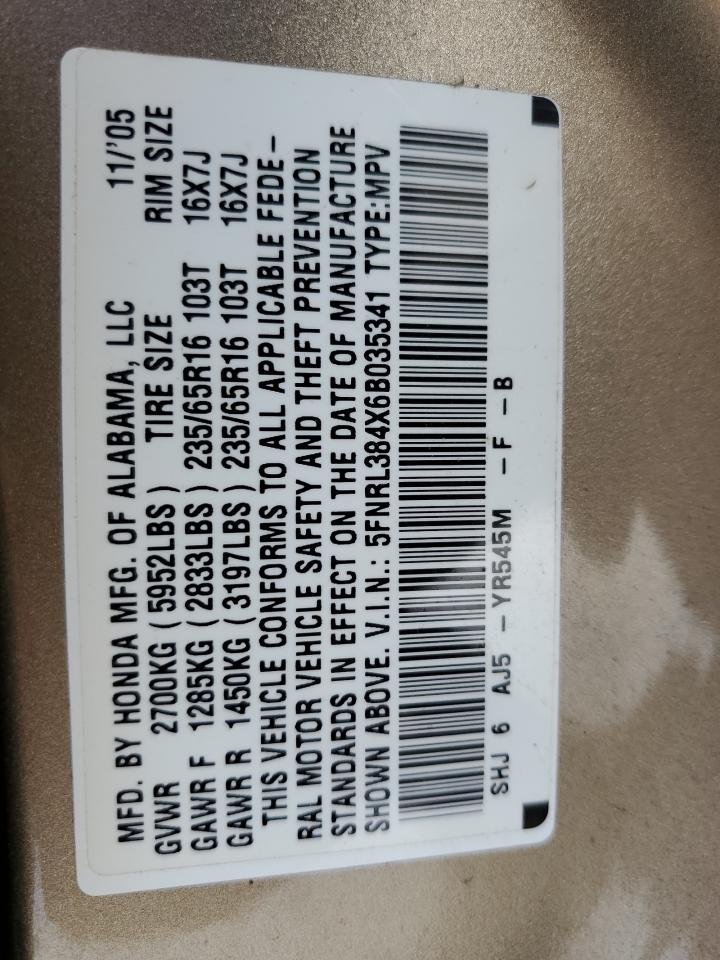 MFD. BY HONDA MFG. OF ALABAMA, LLC 11/'05
GVWR 2700KG ( 5952LBS ) TIRE SIZE RIM SIZE
GAWR F 1285KG ( 2833LBS ) 235/65R16 103T 16X7J
GAWR R 1450KG ( 3197LBS ) 235/65R16 103T 16X7J
THIS VEHICLE CONFORMS TO ALL APPLICABLE FEDE-
RAL MOTOR VEHICLE SAFETY AND THEFT PREVENTION
STANDARDS IN EFFECT ON THE DATE OF MANUFACTURE
SHOWN ABOVE. V.I.N.: 5FNRL384X6B035341 TYPE:MPV
SHJ 6 AJ5 - YR545M - F - B